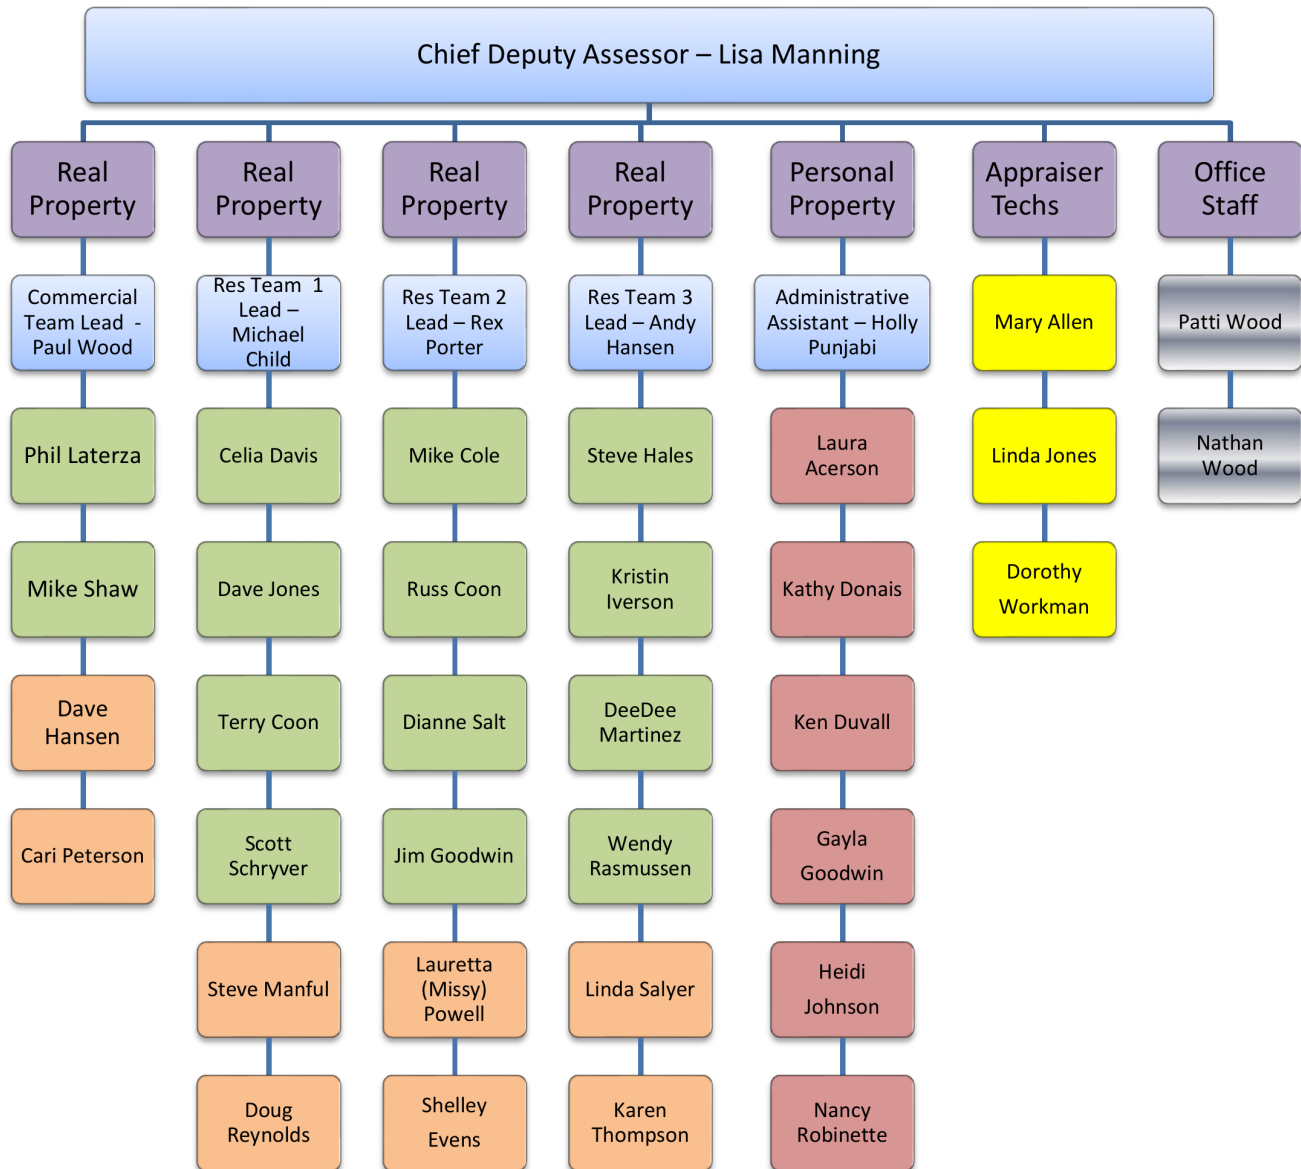 Chief Deputy Assessor – Lisa Manning
Real
Property
Commercial
Team Lead -
Paul Wood
Phil Laterza
Mike Shaw
Dave
Hansen
Cari Peterson
Real
Property
Res Team 1
Lead –
Michael
Child
Celia Davis
Dave Jones
Terry Coon
Scott
Schryver
Steve Manful
Doug
Reynolds
Real
Property
Res Team 2
Lead – Rex
Porter
Mike Cole
Russ Coon
Dianne Salt
Jim Goodwin
Lauretta
(Missy)
Powell
Shelley
Evens
Real
Property
Res Team 3
Lead – Andy
Hansen
Steve Hales
Kristin
Iverson
DeeDee
Martinez
Wendy
Rasmussen
Linda Salyer
Karen
Thompson
Personal
Property
Administrative
Assistant – Holly
Punjabi
Laura
Acerson
Kathy Donais
Ken Duvall
Gayla
Goodwin
Heidi
Johnson
Nancy
Robinette
Appraiser
Techs
Mary Allen
Linda Jones
Dorothy
Workman
Office
Staff
Patti Wood
Nathan
Wood